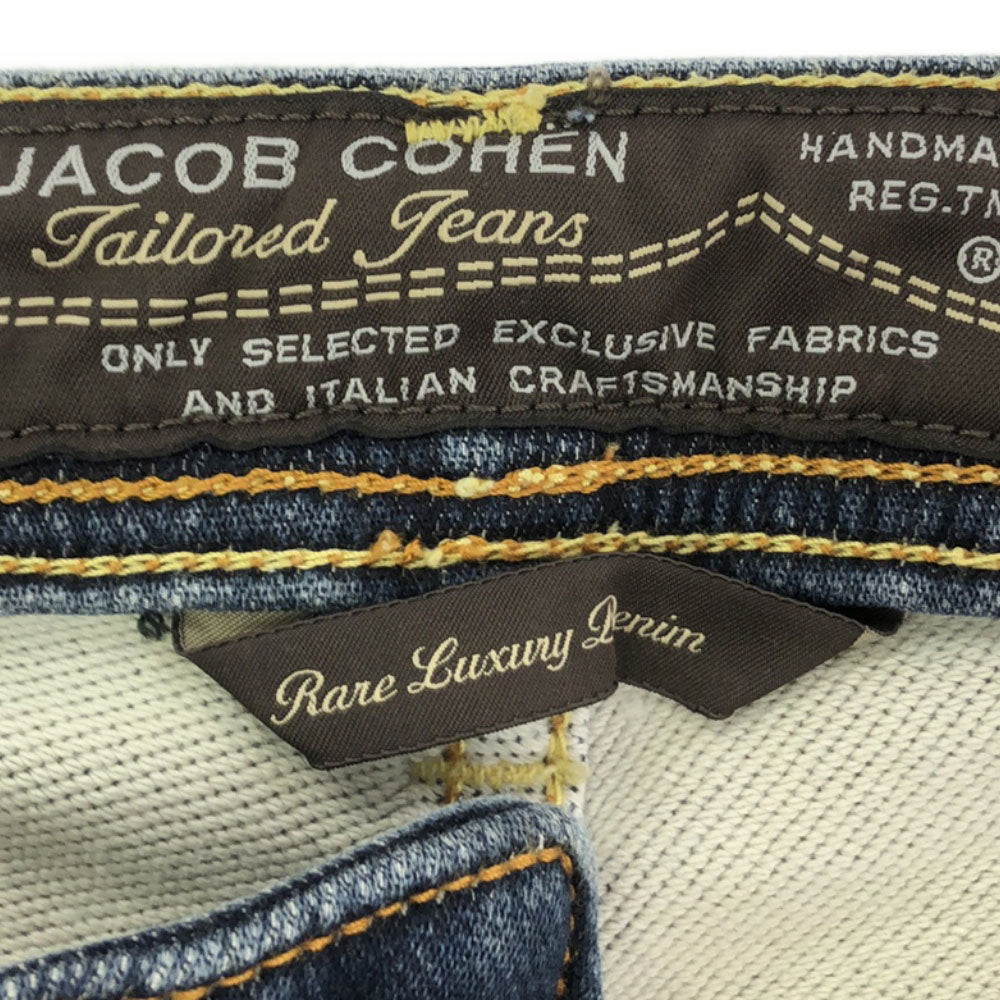 JACOB COHËN
Tailored Jeans
HANDMA
REG.TM
®
ONLY SELECTED EXCLUSIVE FABRICS
AND ITALIAN CRAFTSMANSHIP
Rare Luxury Denim